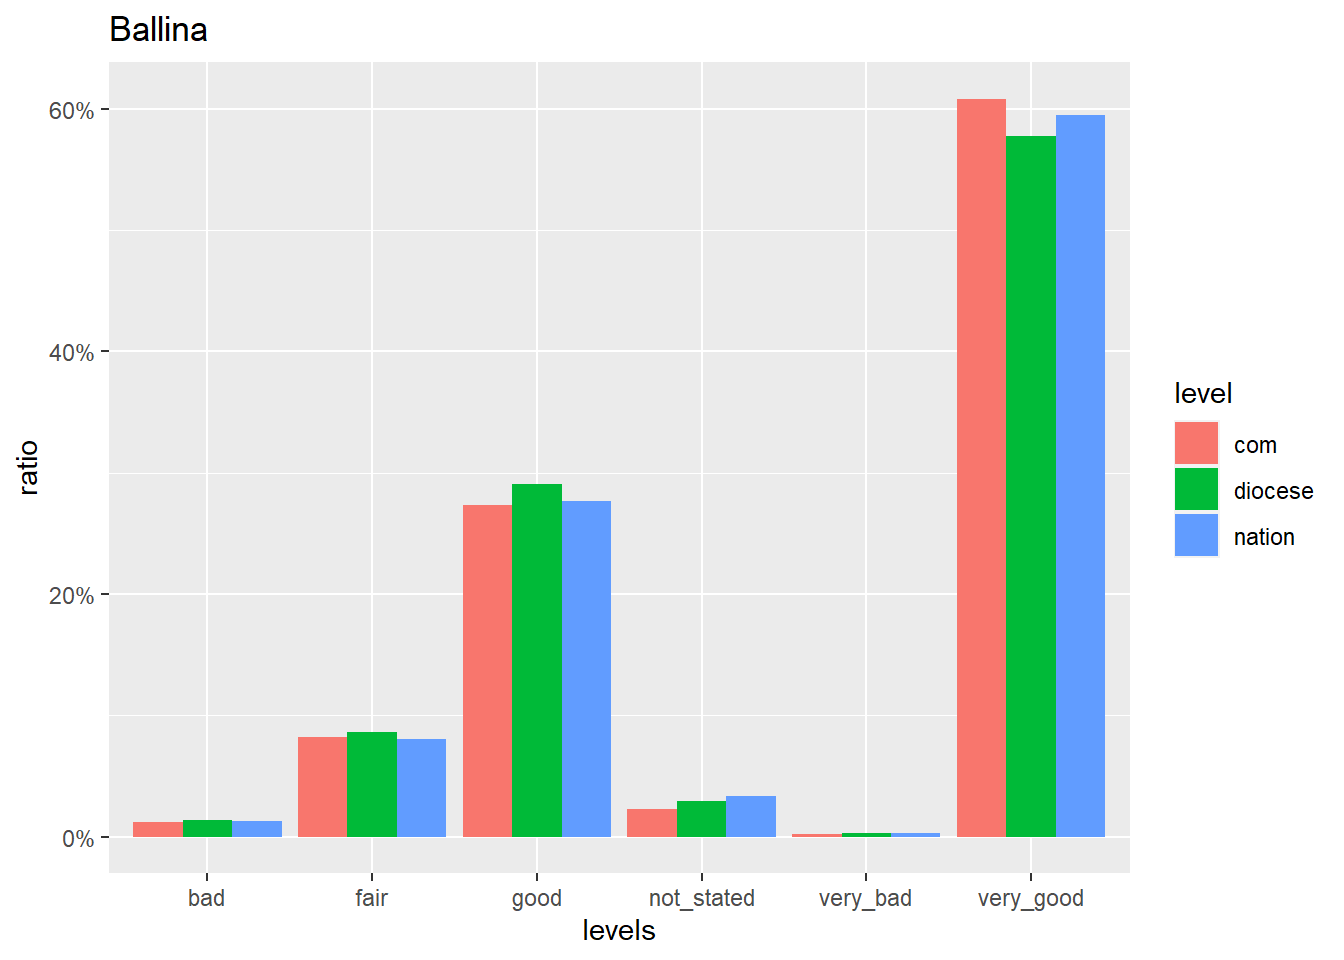 Ballina
60%
40%
20%
0%
ratio
bad fair good not_stated very_bad very_good
levels
level
com
diocese
nation